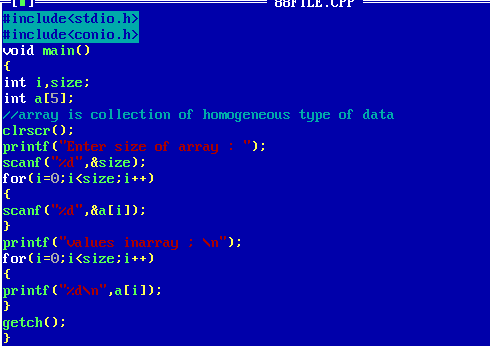 [■] 88FILE.CPP
#include<stdio.h>
#include<conio.h>
void main()
{
int i,size;
int a[5];
//array is collection of homogeneous type of data
clrscr();
printf("Enter size of array : ");
scanf("%d",&size);
for(i=0;i<size;i++)
{
scanf("%d",&a[i]);
}
printf("values inarray : \n");
for(i=0;i<size;i++)
{
printf("%d\n",a[i]);
}
getch();
}